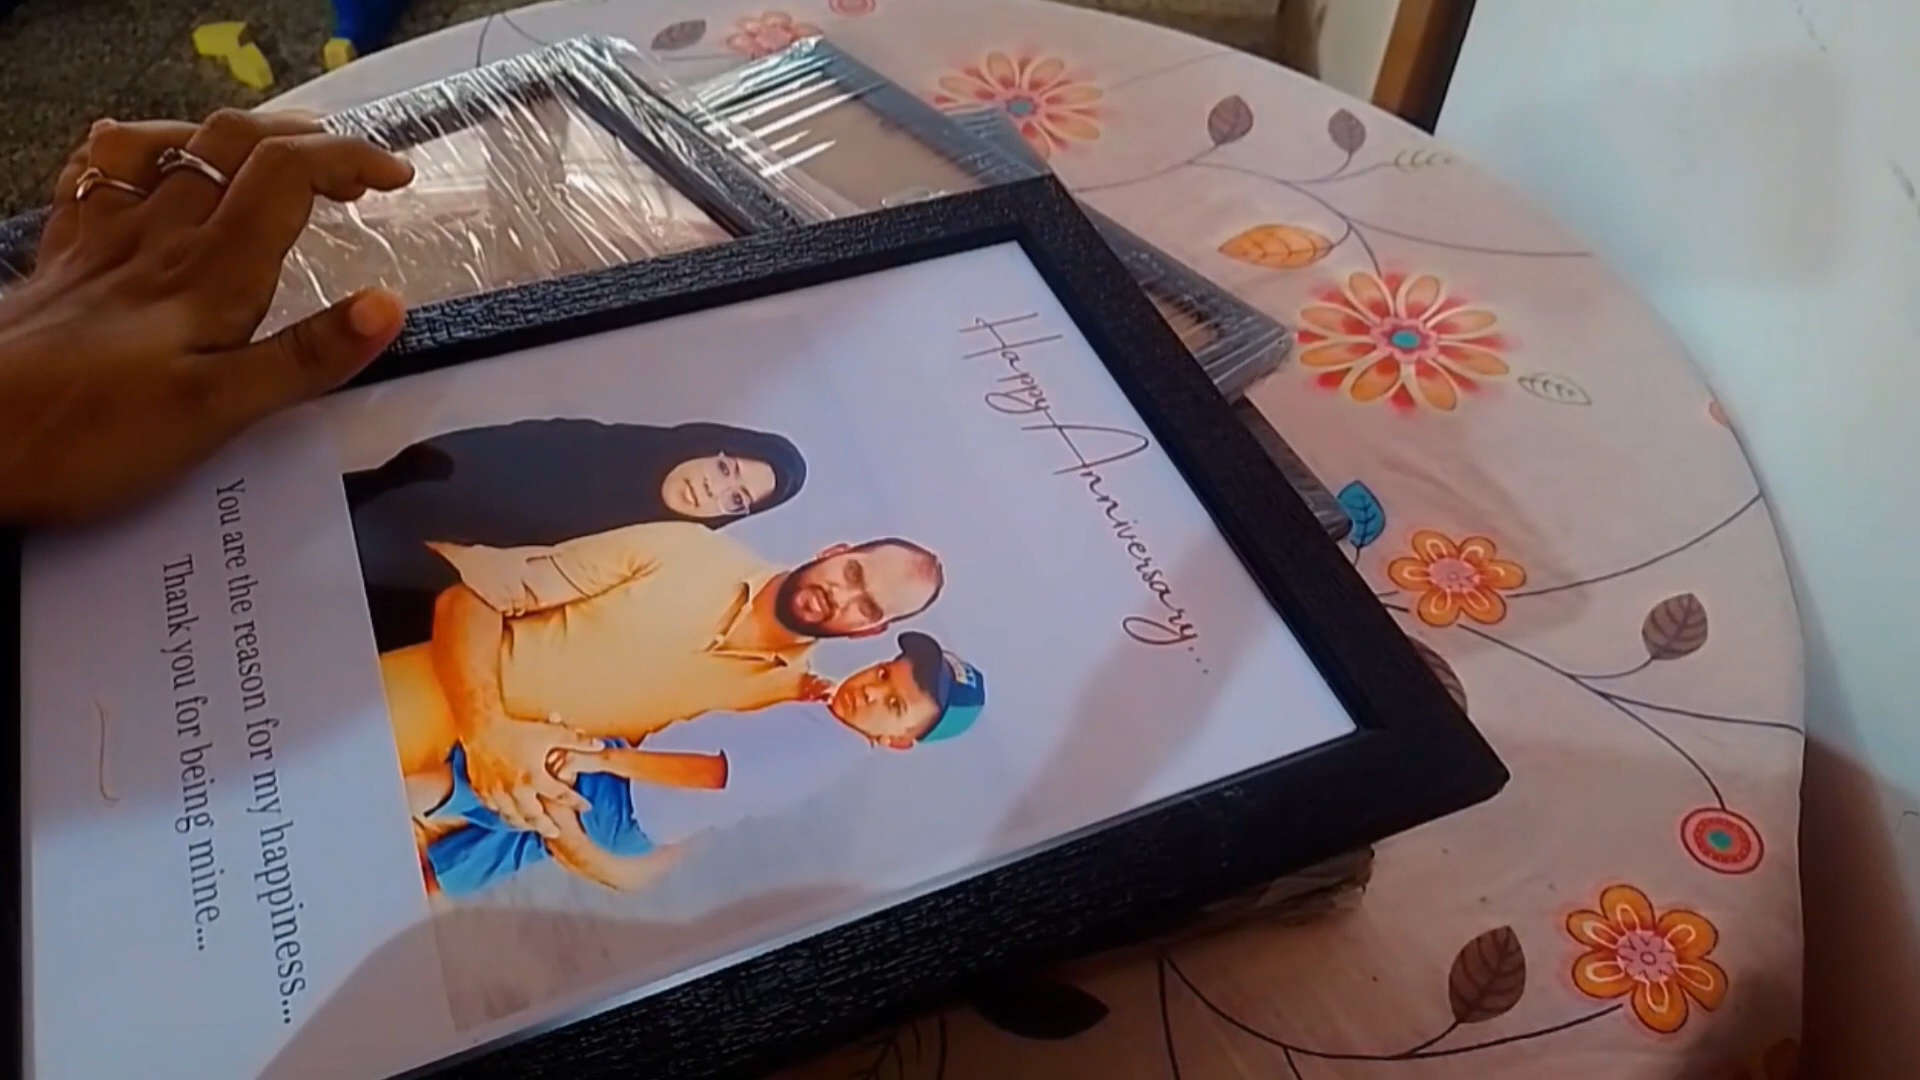 Happy Anniversary...
You are the reason for my happiness...
Thank you for being mine...